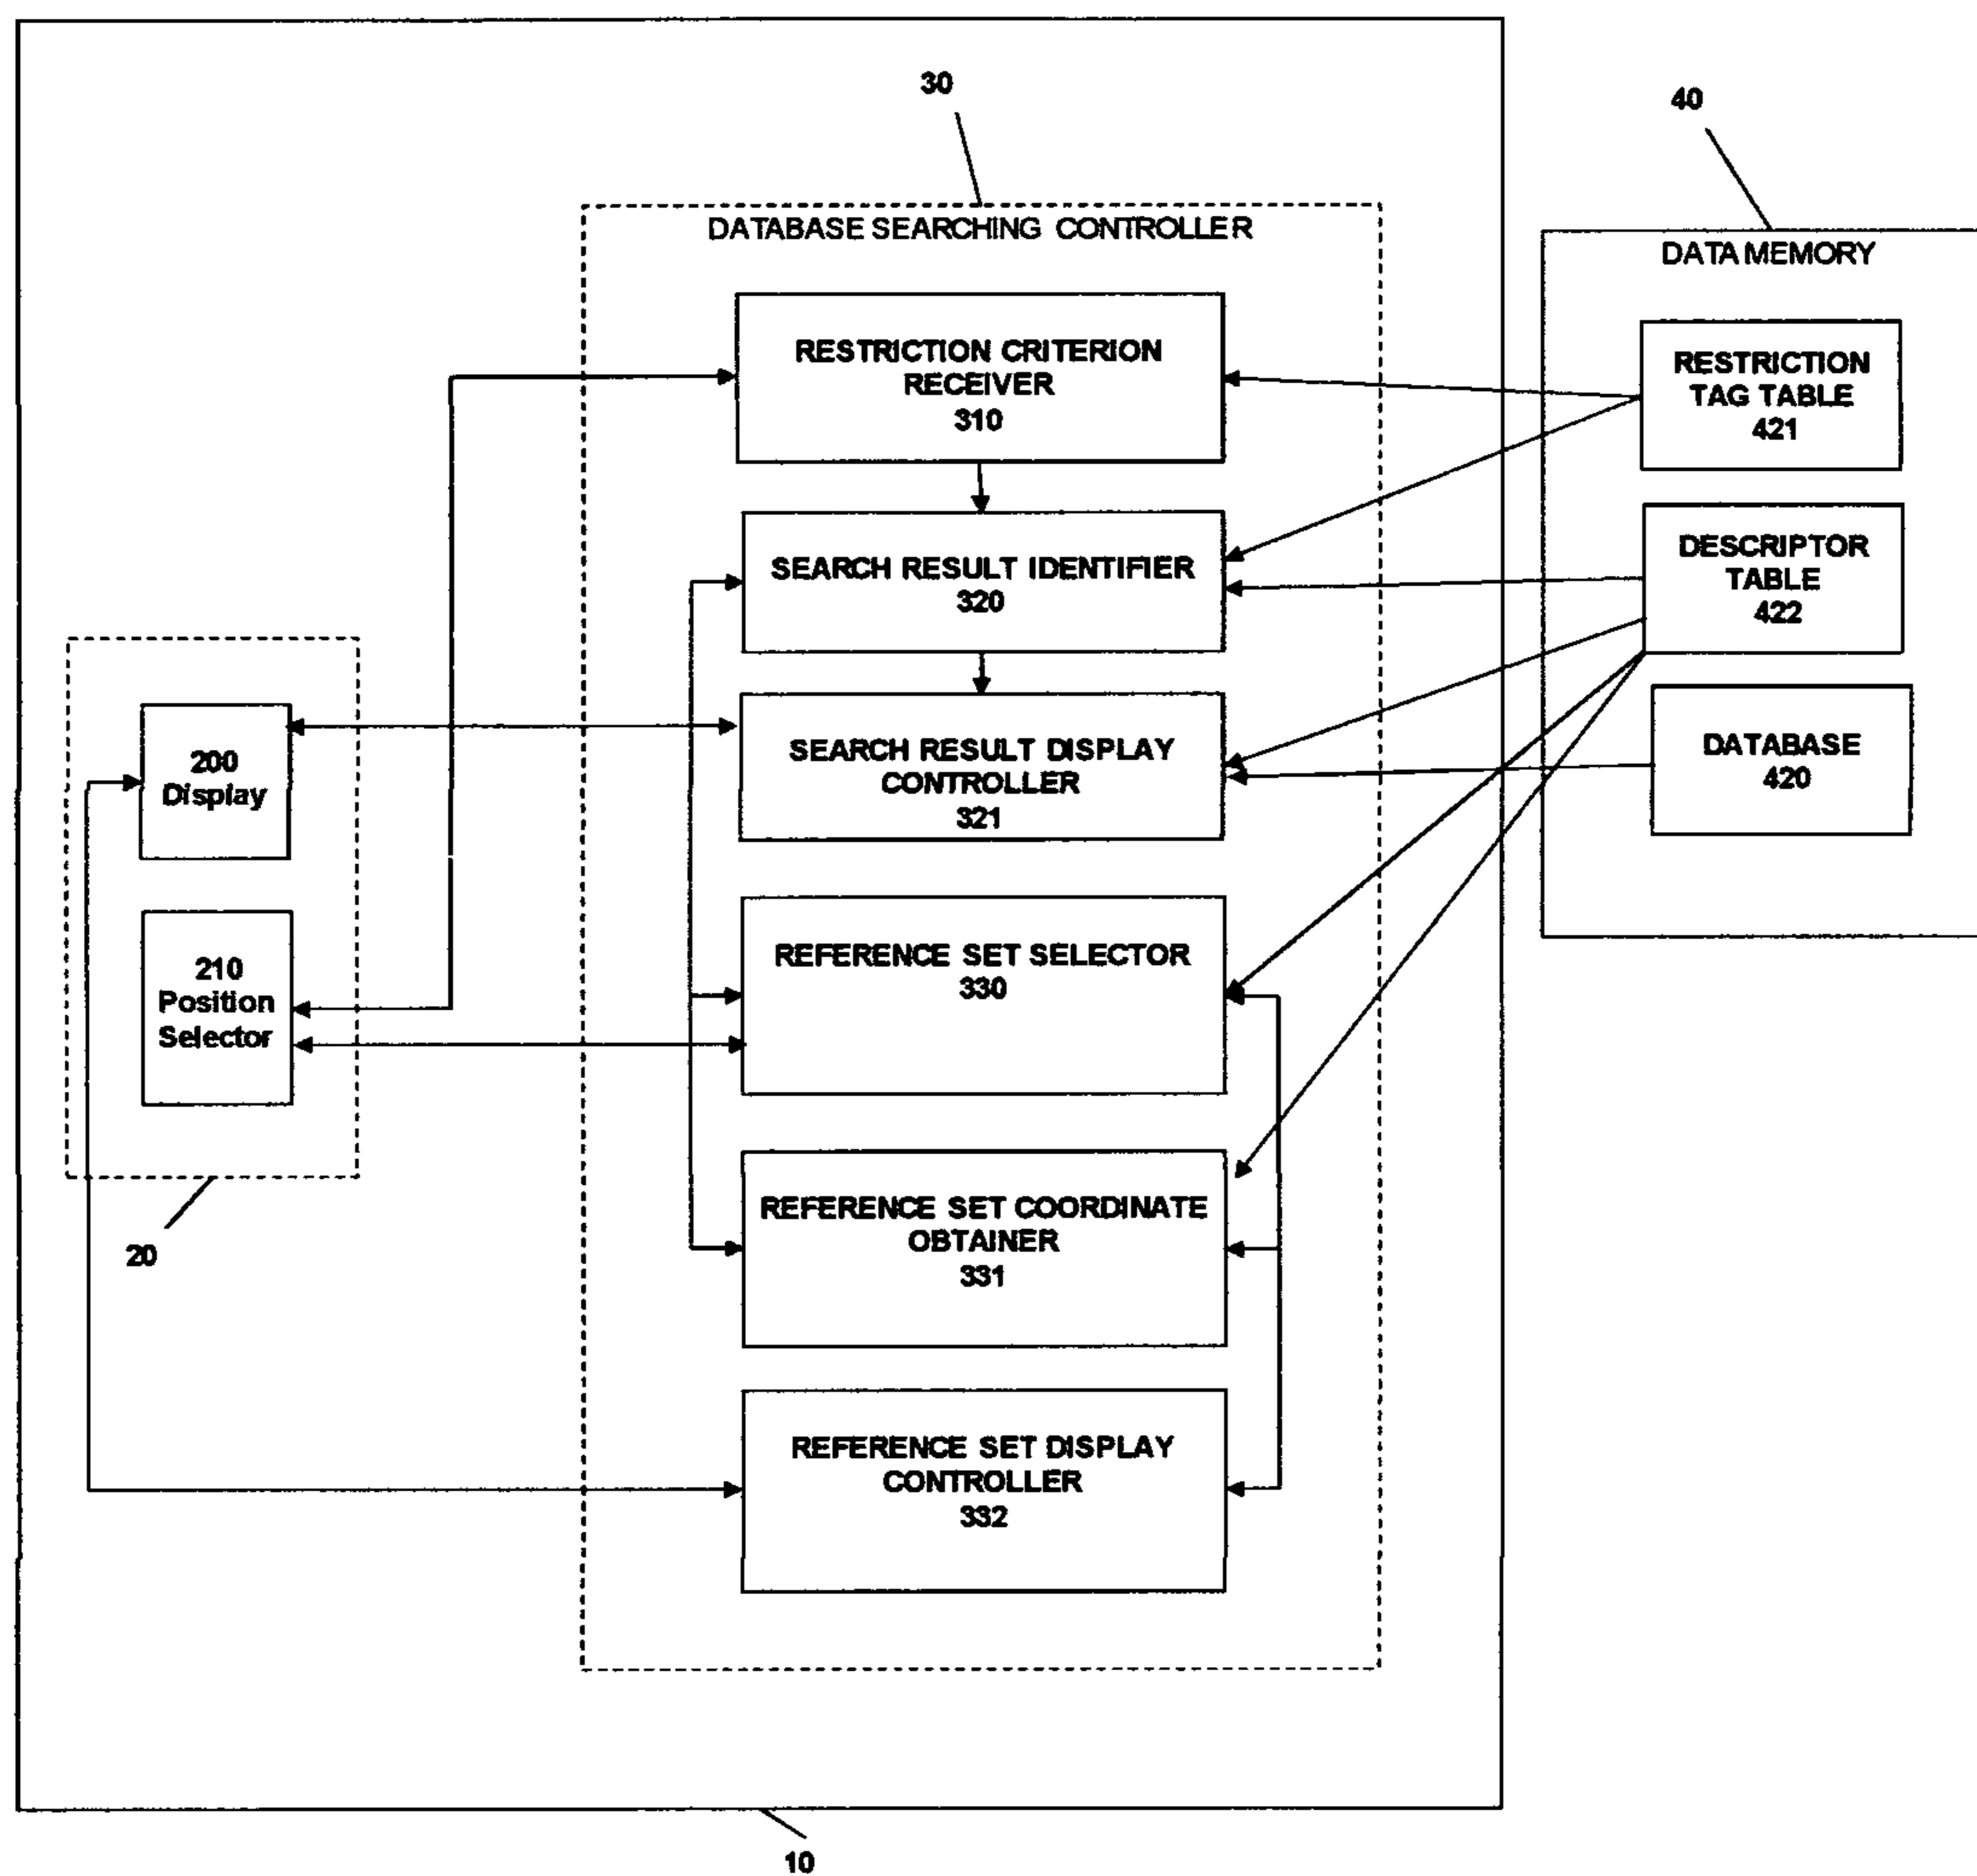 30
40
DATABASE SEARCHING CONTROLLER
DATA MEMORY
RESTRICTION CRITERION
RECEIVER
310
RESTRICTION
TAG TABLE
421
SEARCH RESULT IDENTIFIER
320
DESCRIPTOR
TABLE
422
200
Display
SEARCH RESULT DISPLAY
CONTROLLER
321
DATABASE
420
210
Position
Selector
REFERENCE SET SELECTOR
330
20
REFERENCE SET COORDINATE
OBTAINER
331
REFERENCE SET DISPLAY
CONTROLLER
332
10